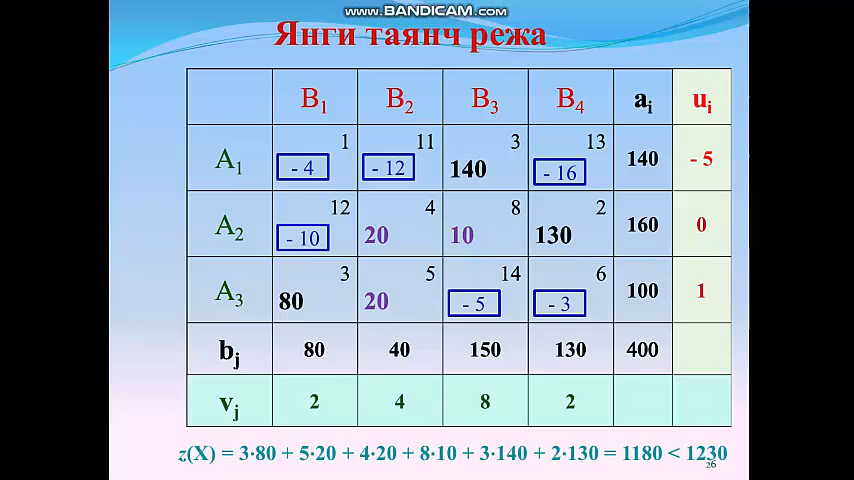 www.BANDICAM.com
Янги таянч режа
B₁ B₂ B₃ B₄ aᵢ uᵢ
A₁ 1 - 4 11 - 12 3 140 13 - 16 140 - 5
A₂ 12 - 10 4 20 8 10 2 130 160 0
A₃ 3 80 5 20 14 - 5 6 - 3 100 1
bⱼ 80 40 150 130 400
vⱼ 2 4 8 2
z(X) = 3·80 + 5·20 + 4·20 + 8·10 + 3·140 + 2·130 = 1180 < 1230
26